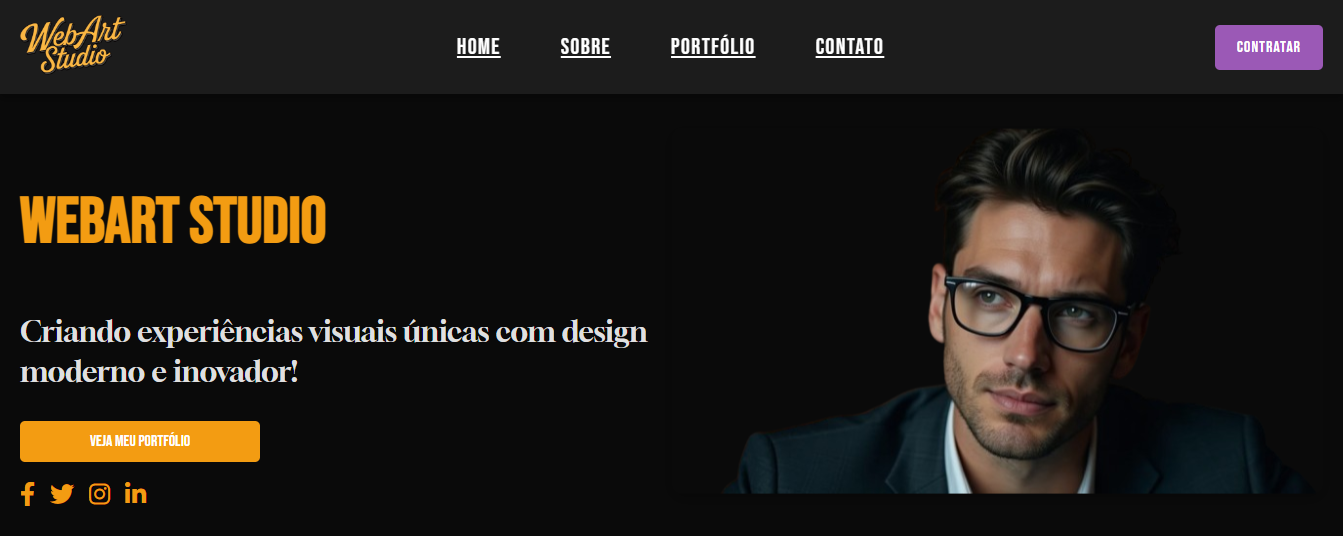 WebArt
Studio
HOME
SOBRE
PORTFÓLIO
CONTATO
CONTRATAR
WEBART STUDIO
Criando experiências visuais únicas com design
moderno e inovador!
VEJA MEU PORTFÓLIO